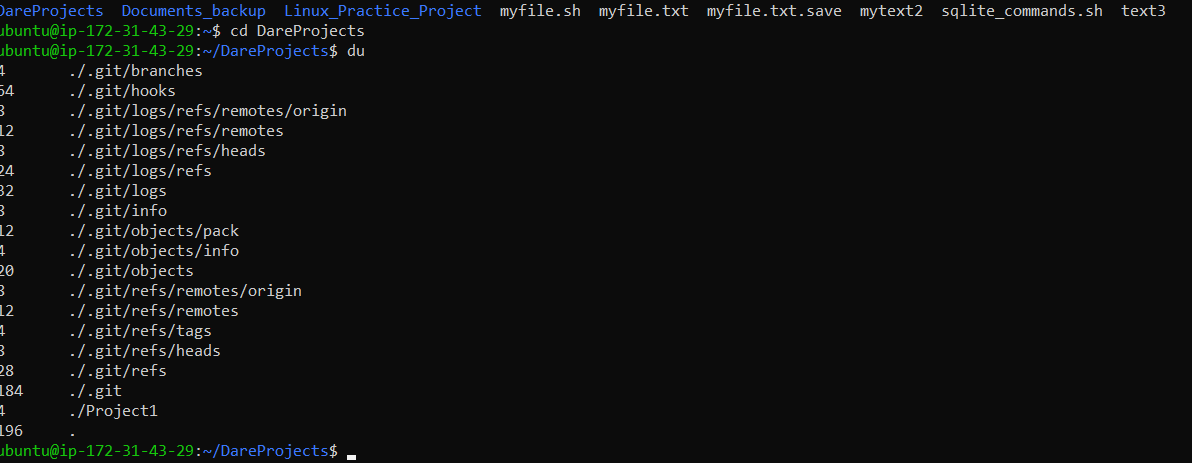 DareProjects  Documents_backup  Linux_Practice_Project  myfile.sh  myfile.txt  myfile.txt.save  mytext2  sqlite_commands.sh  text3
ubuntu@ip-172-31-43-29:~$ cd DareProjects
ubuntu@ip-172-31-43-29:~/DareProjects$ du
4       ./.git/branches
64      ./.git/hooks
8       ./.git/logs/refs/remotes/origin
12      ./.git/logs/refs/remotes
8       ./.git/logs/refs/heads
24      ./.git/logs/refs
32      ./.git/logs
8       ./.git/info
12      ./.git/objects/pack
4       ./.git/objects/info
20      ./.git/objects
8       ./.git/refs/remotes/origin
12      ./.git/refs/remotes
4       ./.git/refs/tags
8       ./.git/refs/heads
28      ./.git/refs
184     ./.git
4       ./Project1
196     .
ubuntu@ip-172-31-43-29:~/DareProjects$